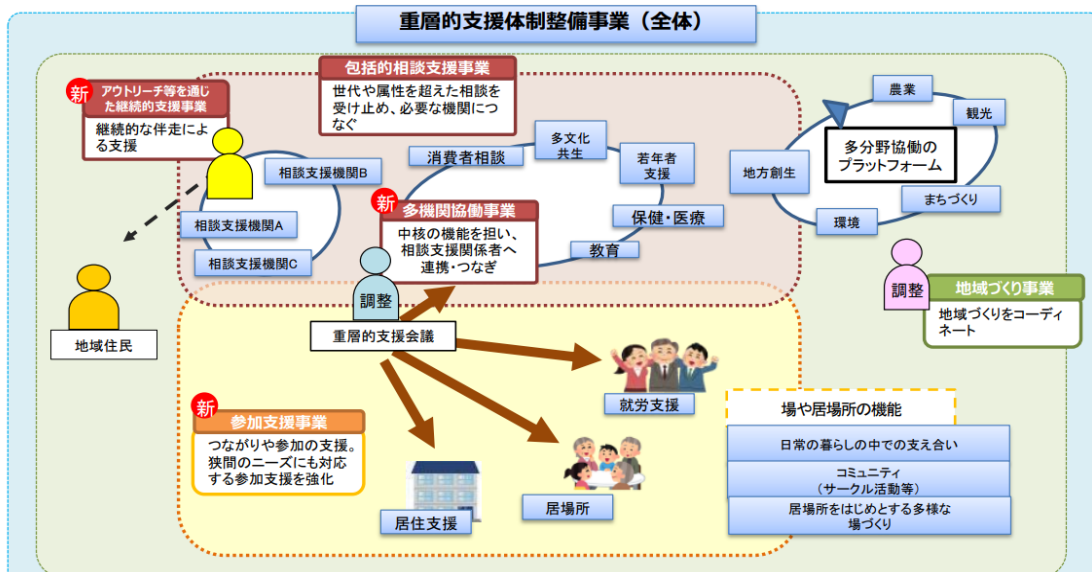 重層的支援体制整備事業（全体）
新
アウトリーチ等を通じ
た継続的支援事業
継続的な伴走によ
る支援
包括的相談支援事業
世代や属性を超えた相談を
受け止め、必要な機関につ
なぐ
相談支援機関B
相談支援機関A
相談支援機関C
消費者相談
多文化
共生
若年者
支援
保健・医療
教育
新
多機関協働事業
中核の機能を担い、
相談支援関係者へ
連携・つなぎ
農業
観光
多分野協働の
プラットフォーム
地方創生
まちづくり
環境
調整
地域づくり事業
地域づくりをコーディ
ネート
地域住民
調整
重層的支援会議
新
参加支援事業
つながりや参加の支援。
狭間のニーズにも対応
する参加支援を強化
就労支援
居場所
居住支援
場や居場所の機能
日常の暮らしの中での支え合い
コミュニティ
（サークル活動等）
居場所をはじめとする多様な
場づくり